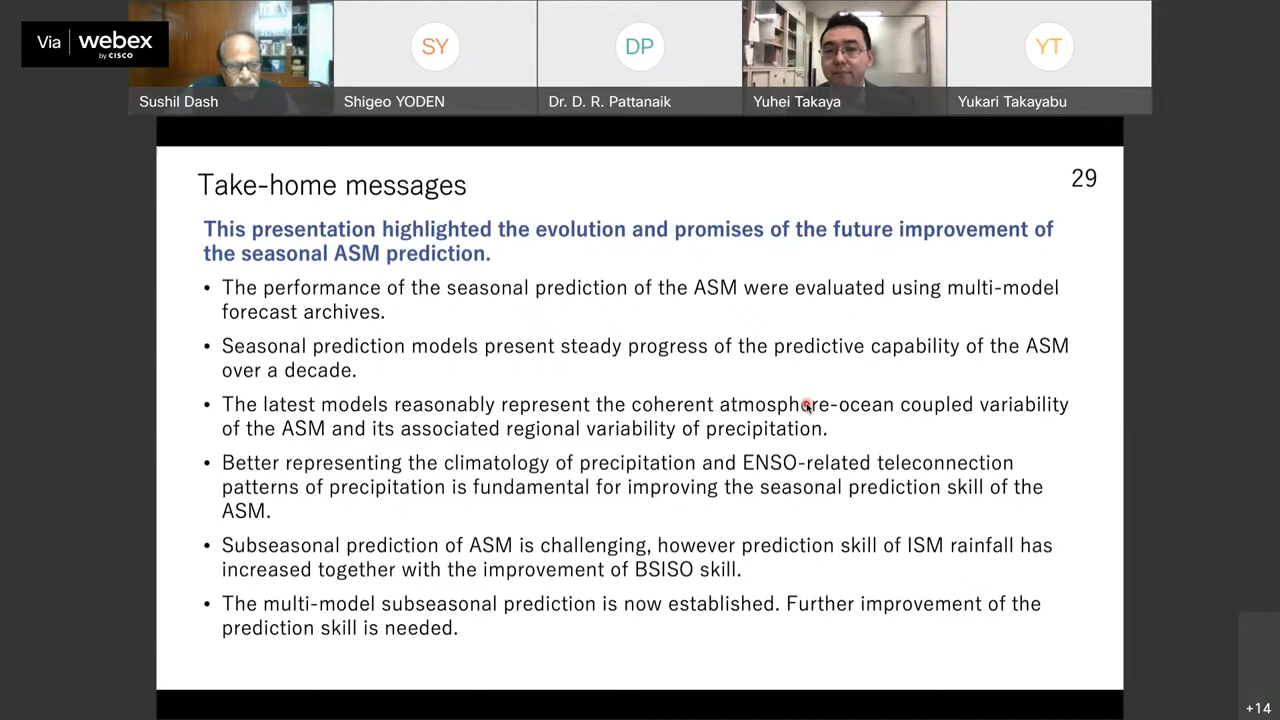 Via webex
by CISCO
SY
DP
YT
Sushil Dash
Shigeo YODEN
Dr. D. R. Pattanaik
Yuhei Takaya
Yukari Takayabu
Take-home messages
29
This presentation highlighted the evolution and promises of the future improvement of
the seasonal ASM prediction.
• The performance of the seasonal prediction of the ASM were evaluated using multi-model
forecast archives.
• Seasonal prediction models present steady progress of the predictive capability of the ASM
over a decade.
• The latest models reasonably represent the coherent atmosphere-ocean coupled variability
of the ASM and its associated regional variability of precipitation.
• Better representing the climatology of precipitation and ENSO-related teleconnection
patterns of precipitation is fundamental for improving the seasonal prediction skill of the
ASM.
• Subseasonal prediction of ASM is challenging, however prediction skill of ISM rainfall has
increased together with the improvement of BSISO skill.
• The multi-model subseasonal prediction is now established. Further improvement of the
prediction skill is needed.
+14